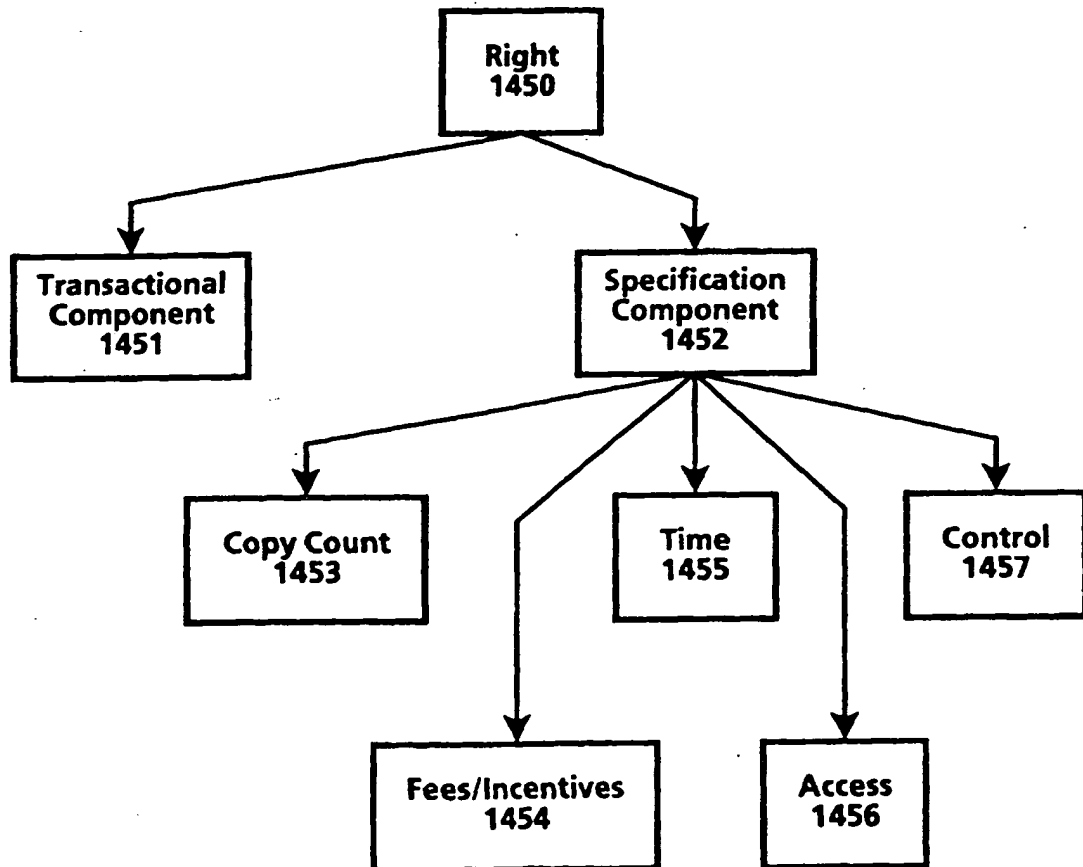 Right
1450
Transactional
Component
1451
Specification
Component
1452
Copy Count
1453
Time
1455
Control
1457
Fees/Incentives
1454
Access
1456